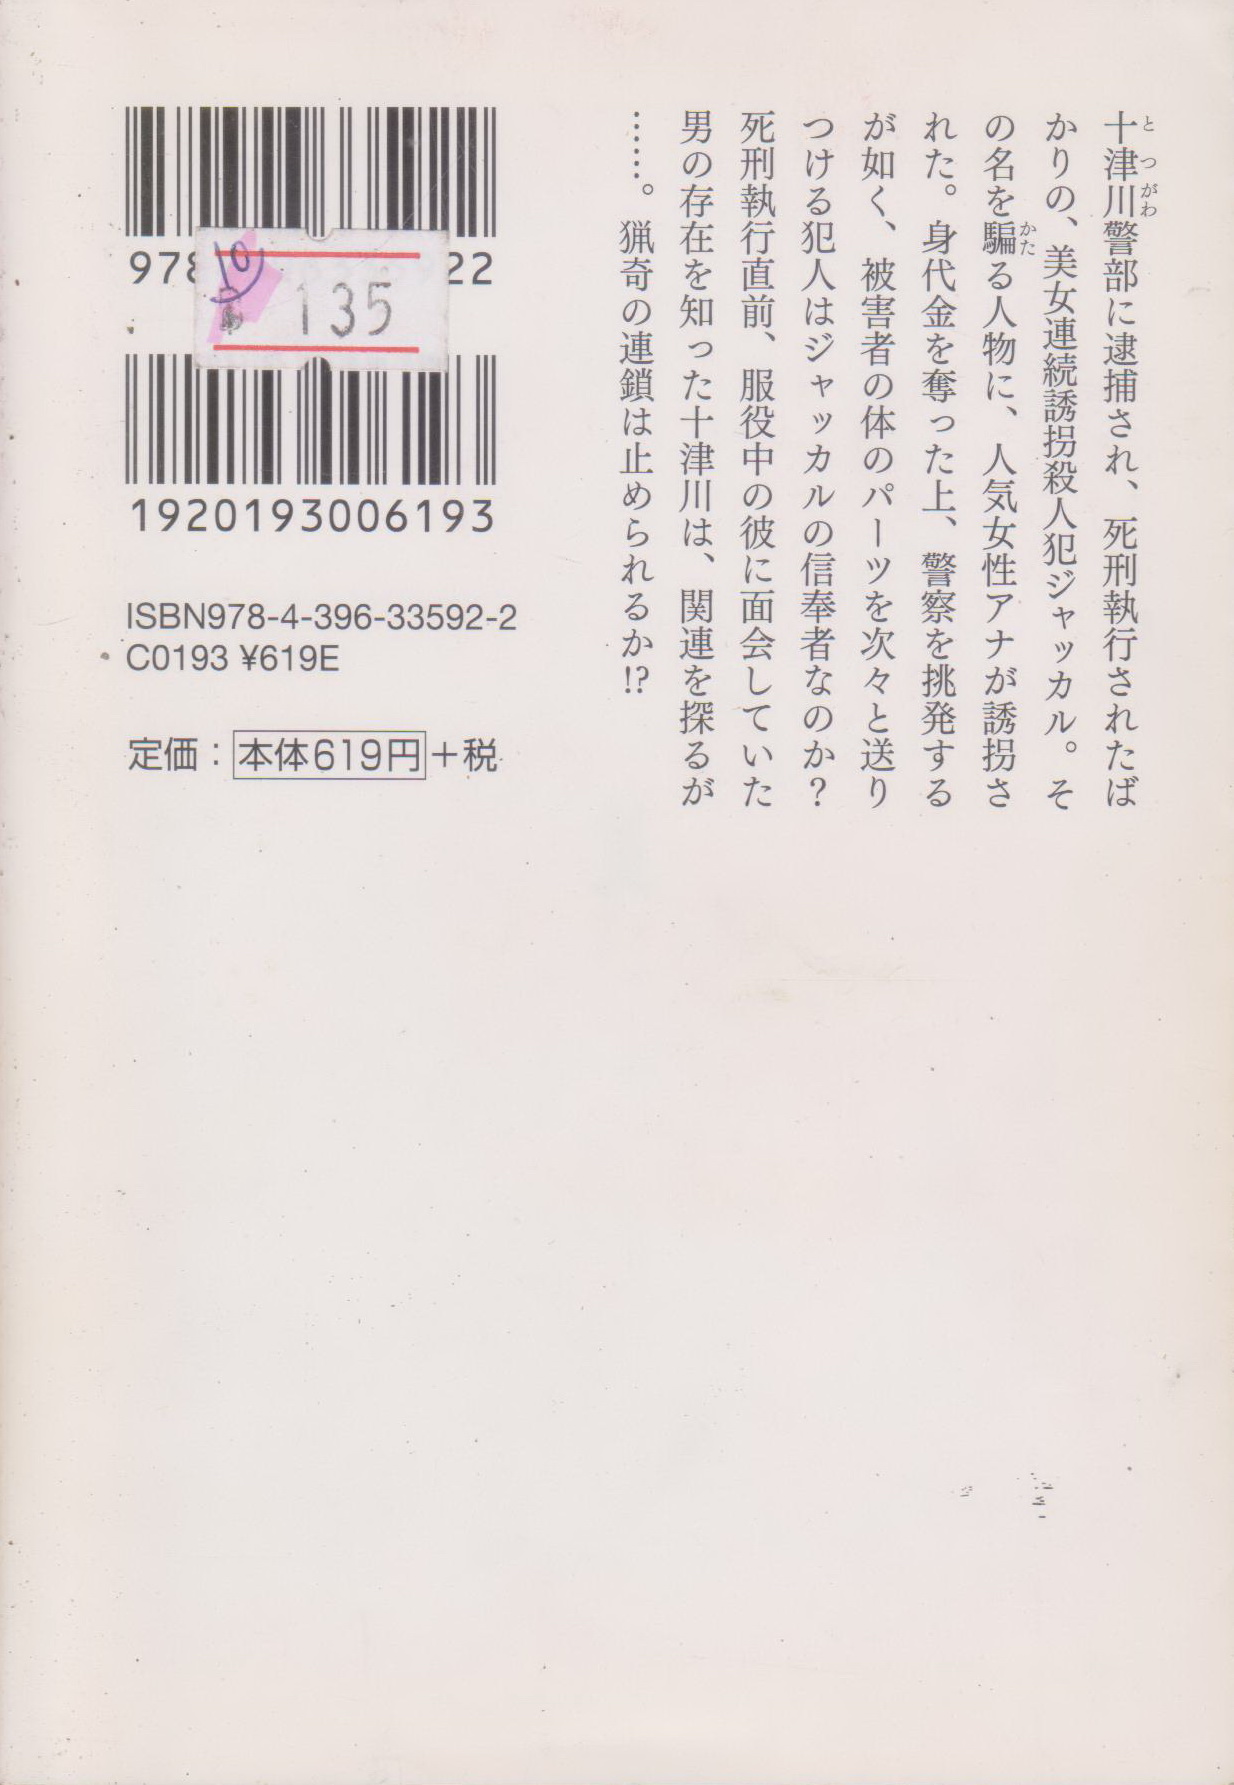 十津川警部に逮捕され、死刑執行されたば
とつがわ
かりの、美女連続誘拐殺人犯ジャッカル。そ
の名を騙る人物に、人気女性アナが誘拐さ
かた
れた。身代金を奪った上、警察を挑発する
が如く、被害者の体のパーツを次々と送り
つける犯人はジャッカルの信奉者なのか？
死刑執行直前、服役中の彼に面会していた
男の存在を知った十津川は、関連を探るが
……。猟奇の連鎖は止められるか!?
978
22
10
135
1920193006193
ISBN978-4-396-33592-2
C0193 ¥619E
定価：本体619円＋税